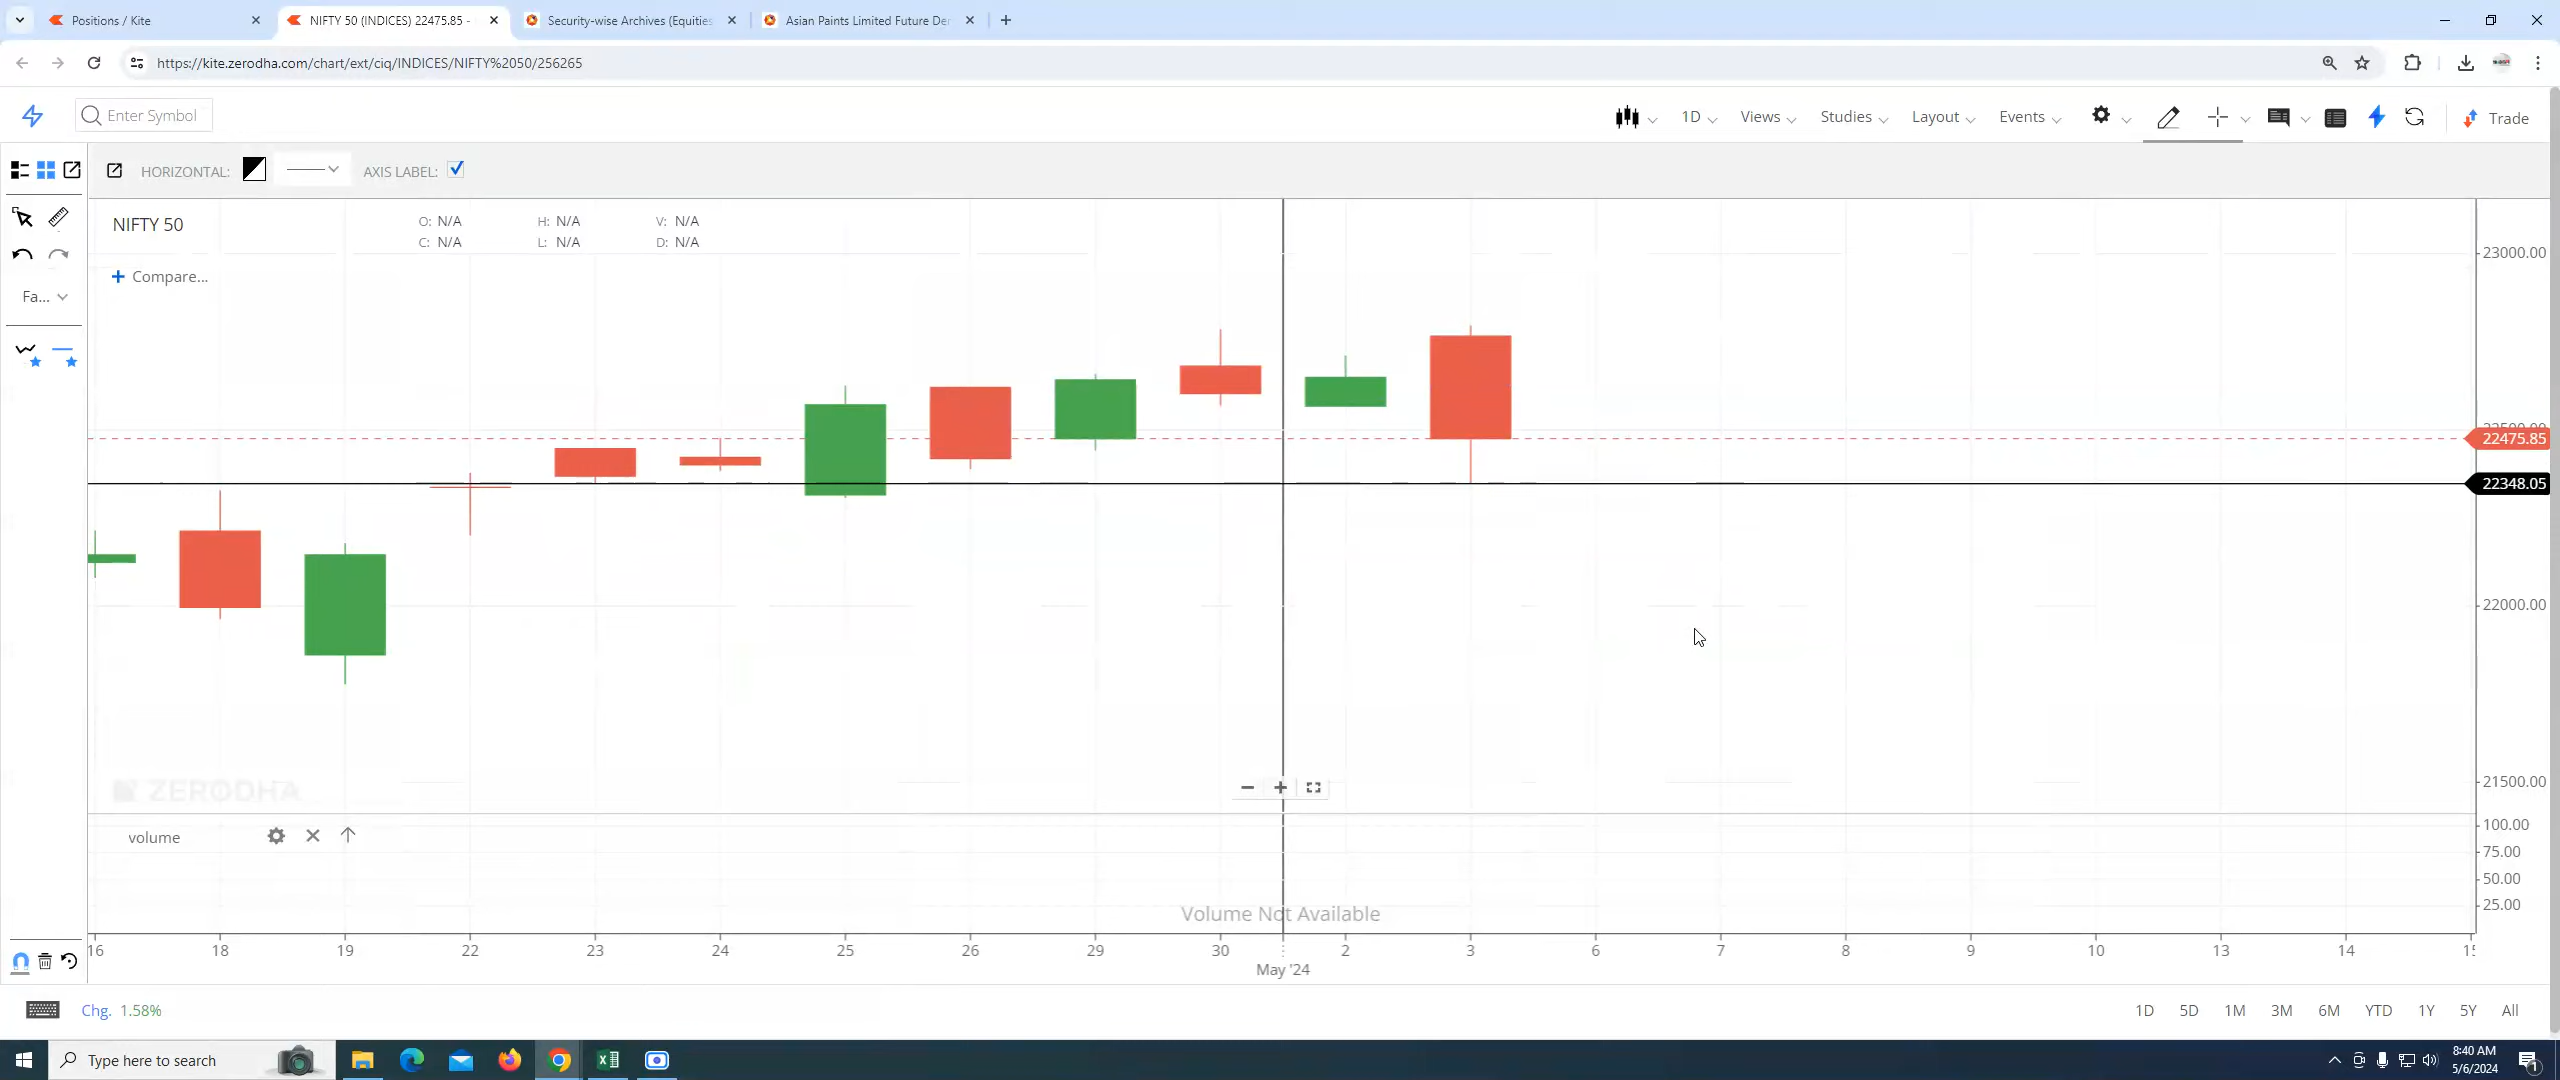 Positions / Kite
NIFTY 50 (INDICES) 22475.85 -
Security-wise Archives (Equities
Asian Paints Limited Future Der
https://kite.zerodha.com/chart/ext/ciq/INDICES/NIFTY%2050/256265
Enter Symbol
1D Views Studies Layout Events Trade
HORIZONTAL: AXIS LABEL:
NIFTY 50 O: N/A H: N/A V: N/A
C: N/A L: N/A D: N/A
23000.00
+ Compare...
Fa...
22475.85
22348.05
22000.00
21500.00
ZERODHA
volume
100.00
75.00
50.00
25.00
Volume Not Available
16 18 19 22 23 24 25 26 29 30 2 3 6 7 8 9 10 13 14
May '24
Chg. 1.58%
1D 5D 1M 3M 6M YTD 1Y 5Y All
Type here to search
8:40 AM
5/6/2024
1